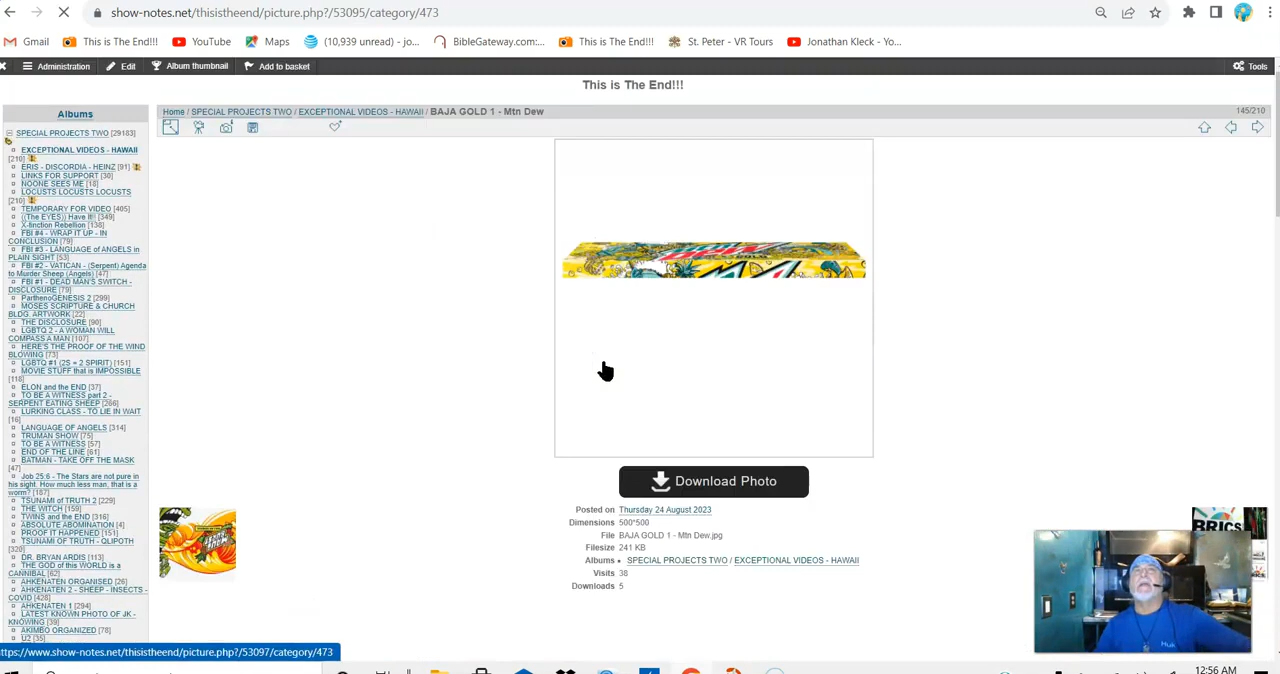 show-notes.net/thisistheend/picture.php?/53095/category/473
Gmail This is The End!!! YouTube Maps (10,939 unread) - jo... BibleGateway.com:... This is The End!!! St. Peter - VR Tours Jonathan Kleck - Yo...
Administration Edit Album thumbnail Add to basket Tools
This is The End!!!
Albums
Home / SPECIAL PROJECTS TWO / EXCEPTIONAL VIDEOS - HAWAII / BAJA GOLD 1 - Mtn Dew 145/210
SPECIAL PROJECTS TWO [29183]
EXCEPTIONAL VIDEOS - HAWAII
[210]
ERIS - DISCORDIA - HEINZ [91]
LINKS FOR SUPPORT [30]
NOONE SEES ME [18]
LOCUSTS LOCUSTS LOCUSTS
[210]
TEMPORARY FOR VIDEO [405]
((The EYES)) Have It!! [349]
X-tinction Rebellion [138]
FBI #4 - WRAP IT UP - IN
CONCLUSION [79]
FBI #3 - LANGUAGE of ANGELS in
PLAIN SIGHT [53]
FBI #2 - VATICAN - (Serpent) Agenda
to Murder Sheep (Angels) [47]
FBI #1 - DEAD MAN'S SWITCH -
DISCLOSURE [79]
ParthenoGENESIS 2 [299]
MOSES SCRIPTURE & CHURCH
BLDG. ARTWORK [22]
THE DISCLOSURE [90]
LGBTQ 2 - A WOMAN WILL
COMPASS A MAN [107]
HERE'S THE PROOF OF THE WIND
BLOWING [73]
LGBTQ #1 (2S = 2 SPIRIT) [151]
MOVIE STUFF that is IMPOSSIBLE
[118]
ELON and the END [37]
TO BE A WITNESS part 2 -
SERPENT EATING SHEEP [266]
LURKING CLASS - TO LIE IN WAIT
[16]
LANGUAGE OF ANGELS [314]
TRUMAN SHOW [75]
TO BE A WITNESS [57]
END OF THE LINE [61]
BATMAN - TAKE OFF THE MASK
[47]
Job 25:6 - The Stars are not pure in
his sight. How much less man, that is a
worm? [187]
TSUNAMI of TRUTH 2 [229]
THE WITCH [159]
TWINS and the END [316]
ABSOLUTE ABOMINATION [4]
PROOF IT HAPPENED [151]
TSUNAMI OF TRUTH - QLIPOTH
[320]
DR. BRYAN ARDIS [113]
THE GOD of this WORLD is a
CANNIBAL [62]
AHKENATEN ORGANISED [26]
AHKENATEN 2 - SHEEP - INSECTS -
COVID [428]
AHKENATEN 1 [294]
LATEST KNOWN PHOTO OF JK -
KNOWING [39]
AKIMBO ORGANIZED [78]
U2 [35]
Download Photo
Posted on Thursday 24 August 2023
Dimensions 500*500
File BAJA GOLD 1 - Mtn Dew.jpg
Filesize 241 KB
Albums SPECIAL PROJECTS TWO / EXCEPTIONAL VIDEOS - HAWAII
Visits 38
Downloads 5
BRICS
ttps://www.show-notes.net/thisistheend/picture.php?/53097/category/473
12:56 AM